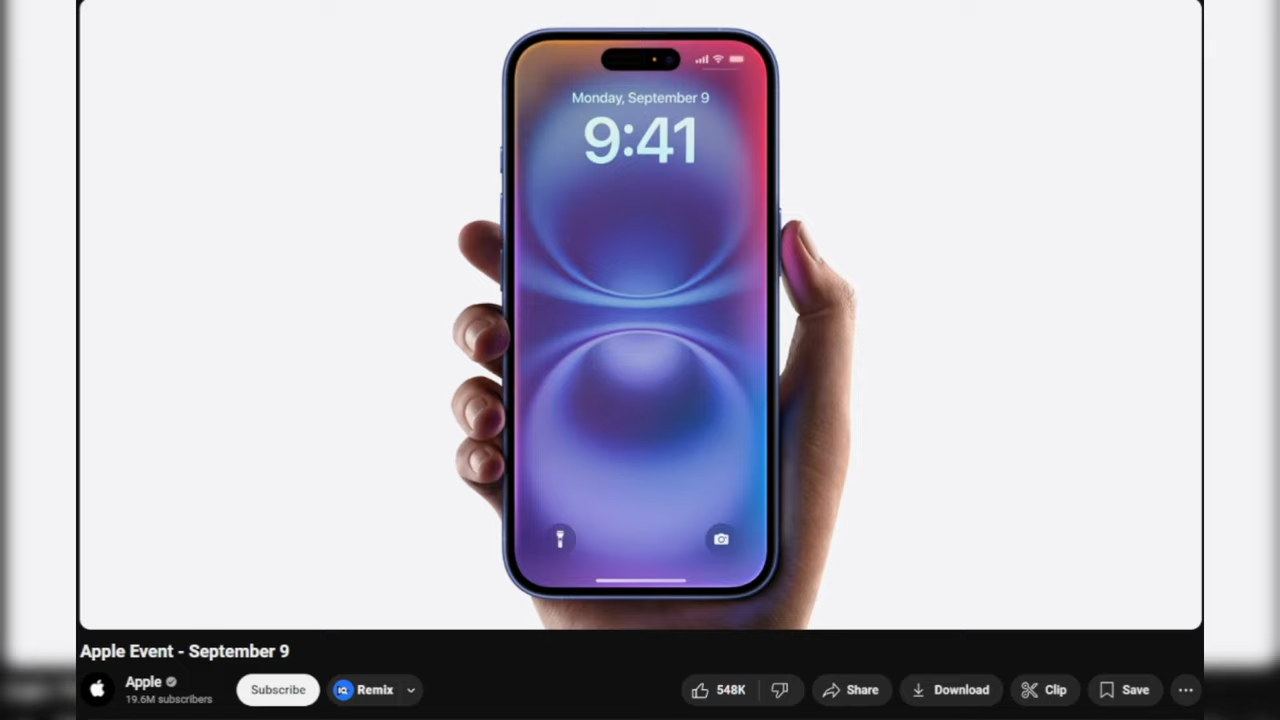 Monday, September 9
9:41
Apple Event - September 9
Apple
19.6M subscribers
Subscribe
Remix
548K
Share
Download
Clip
Save